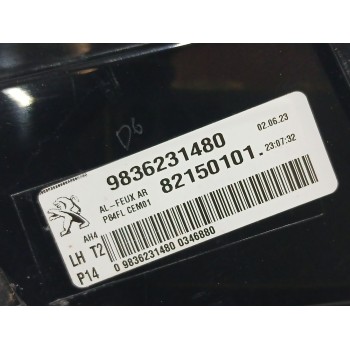 D6
02.06.23
9836231480
AL-FEUX AR
82150101.
23:07:32
P84FL CEM01
AH4
LH T2
P14
0 9836231480 0346880